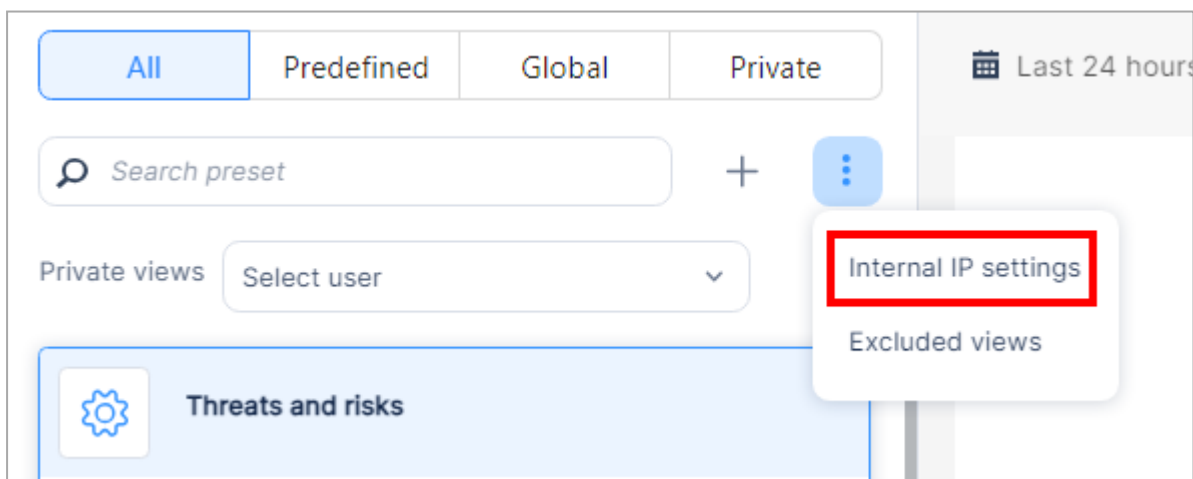 All Predefined Global Private
Last 24 hours
Search preset
Private views Select user
Internal IP settings
Excluded views
Threats and risks